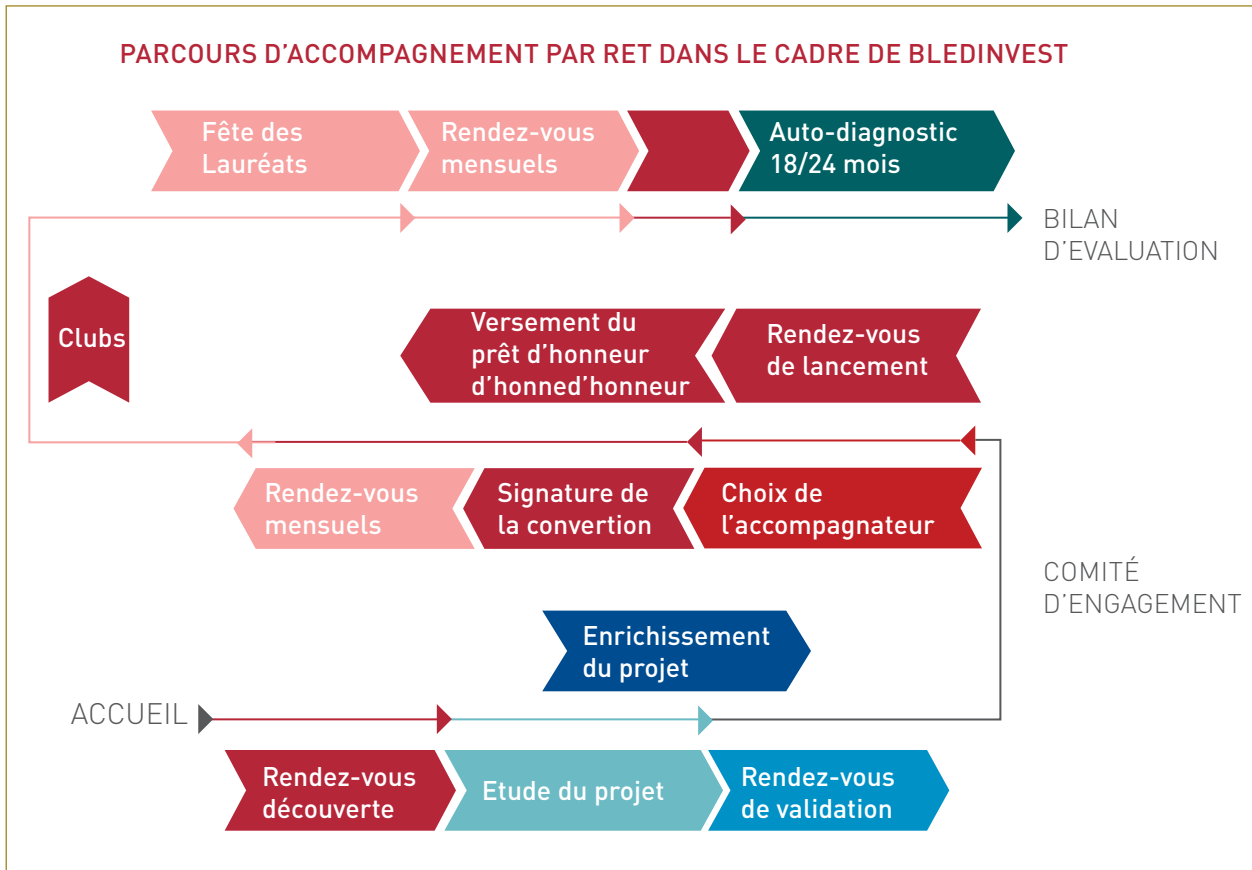 PARCOURS D'ACCOMPAGNEMENT PAR RET DANS LE CADRE DE BLEDINVEST
Fête des
Lauréats
Rendez-vous
mensuels
Auto-diagnostic
18/24 mois
BILAN
D'EVALUATION
Clubs
Versement du
prêt d'honneur
d'honned'honneur
Rendez-vous
de lancement
Rendez-vous
mensuels
Signature de
la convertion
Choix de
l'accompagnateur
COMITÉ
D'ENGAGEMENT
Enrichissement
du projet
ACCUEIL
Rendez-vous
découverte
Etude du projet
Rendez-vous
de validation